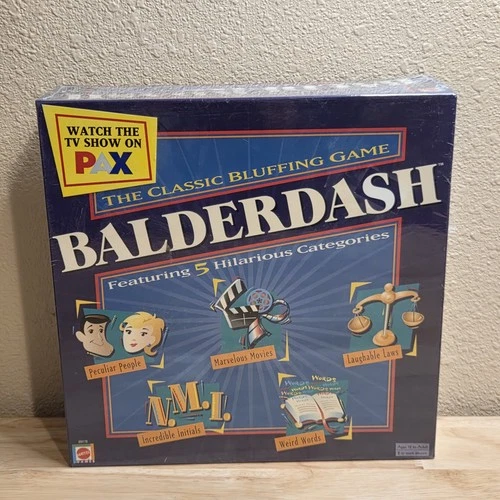 WATCH THE
TV SHOW ON
PAX
THE CLASSIC BLUFFING GAME
BALDERDASH
Featuring 5 Hilarious Categories
Peculiar People
Marvelous Movies
Laughable Laws
N.M.I.
Incredible Initials
Weird Words